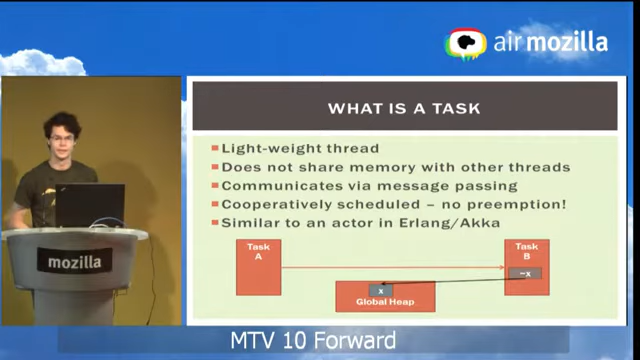 air mozilla
WHAT IS A TASK
Light-weight thread
Does not share memory with other threads
Communicates via message passing
Cooperatively scheduled – no preemption!
Similar to an actor in Erlang/Akka
Task
A
Task
B
~x
x
Global Heap
mozilla
MTV 10 Forward